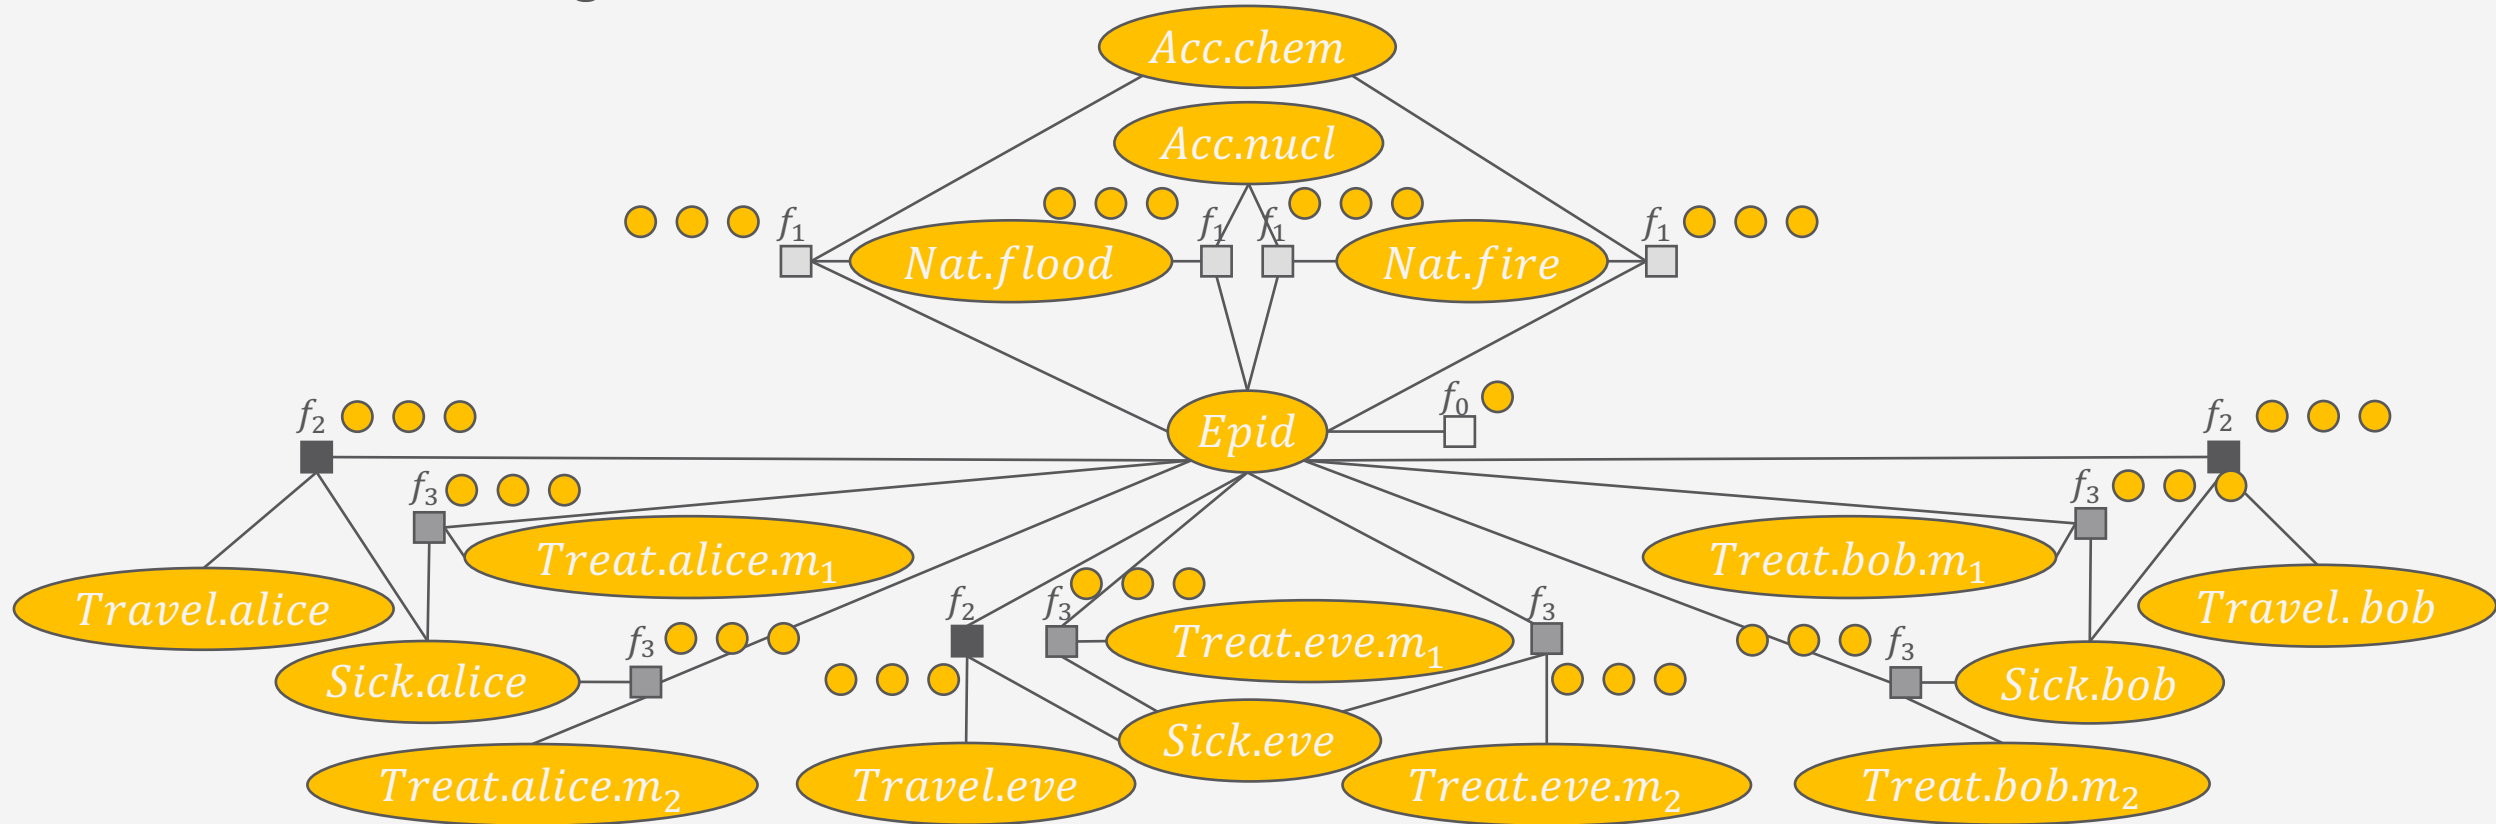 Acc.chem
Acc.nucl
f1 f1 f1 f1
Nat.flood Nat.fire
f0
Epid
f2 f2
f3 f3
Treat.alice.m1 Treat.bob.m1
Travel.alice f2 f3 f3 Travel.bob
f3 Treat.eve.m1 f3
Sick.alice Sick.bob
Sick.eve
Treat.alice.m2 Travel.eve Treat.eve.m2 Treat.bob.m2